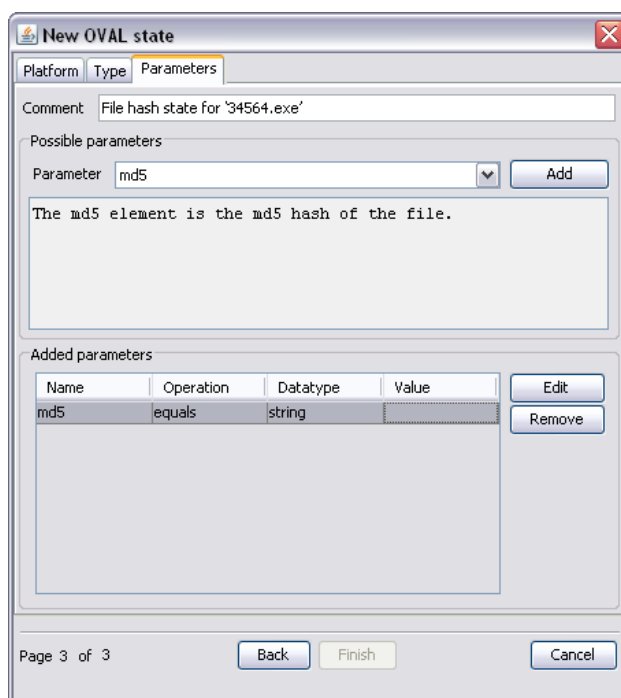 New OVAL state
Platform Type Parameters
Comment File hash state for '34564.exe'
Possible parameters
Parameter md5 Add
The md5 element is the md5 hash of the file.
Added parameters
Name Operation Datatype Value Edit
md5 equals string
Remove
Page 3 of 3 Back Finish Cancel